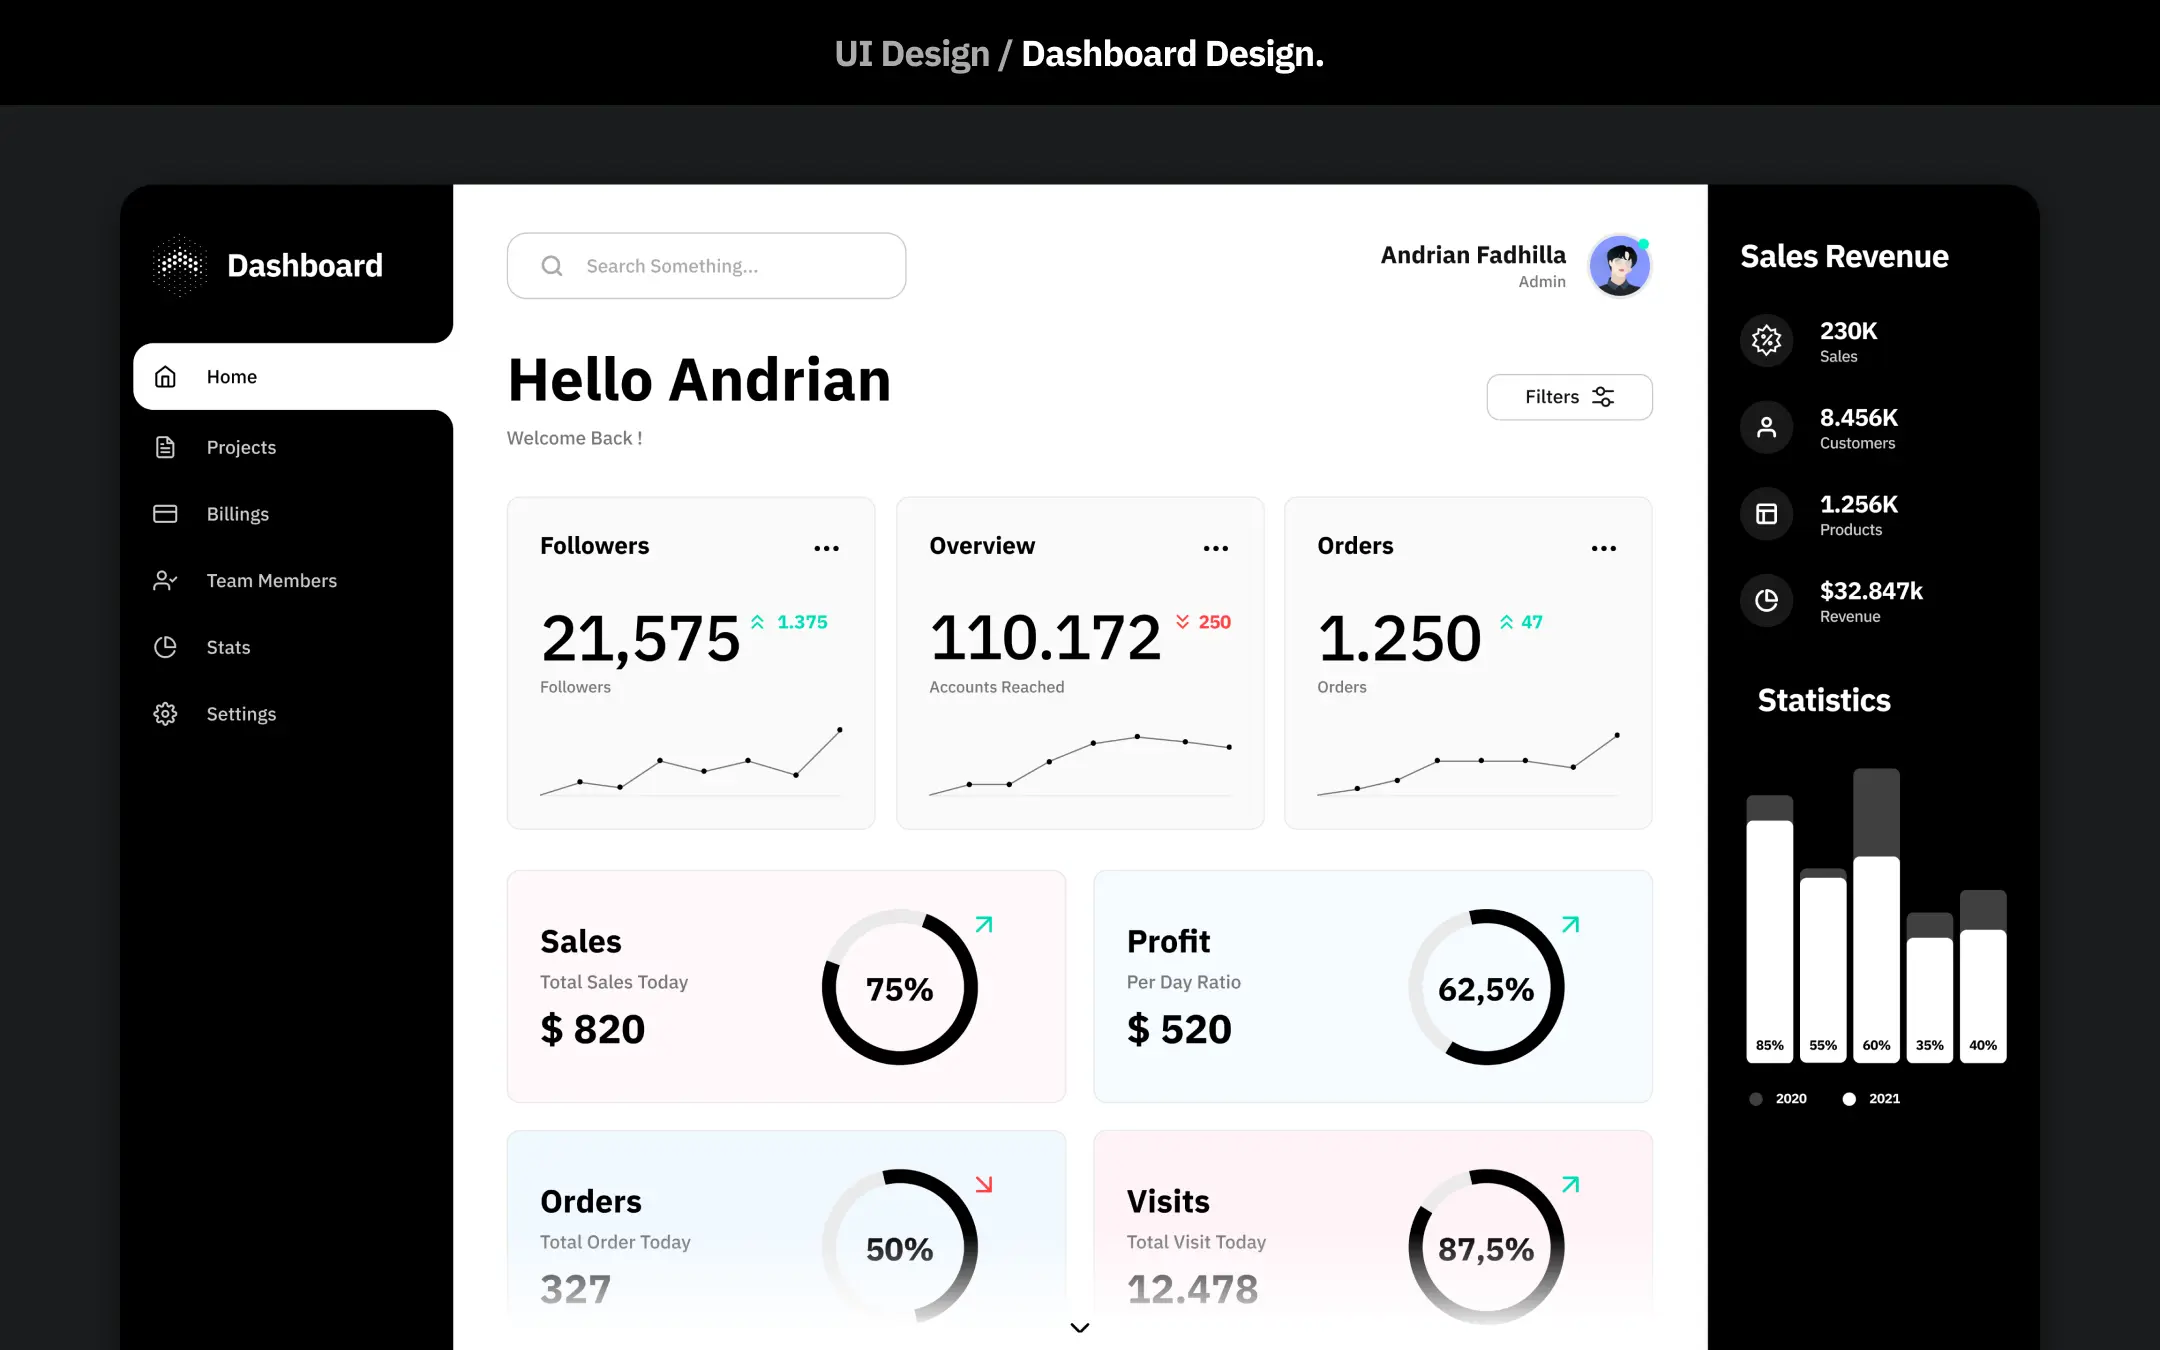 UI Design / Dashboard Design.
Dashboard
Home
Projects
Billings
Team Members
Stats
Settings
Search Something...
Andrian Fadhilla
Admin
Hello Andrian
Welcome Back !
Filters
Followers
21,575 1.375
Followers
Overview
110.172 250
Accounts Reached
Orders
1.250 47
Orders
Sales
Total Sales Today
$ 820
75%
Profit
Per Day Ratio
$ 520
62,5%
Orders
Total Order Today
327
50%
Visits
Total Visit Today
12.478
87,5%
Sales Revenue
230K
Sales
8.456K
Customers
1.256K
Products
$32.847k
Revenue
Statistics
85% 55% 60% 35% 40%
2020 2021